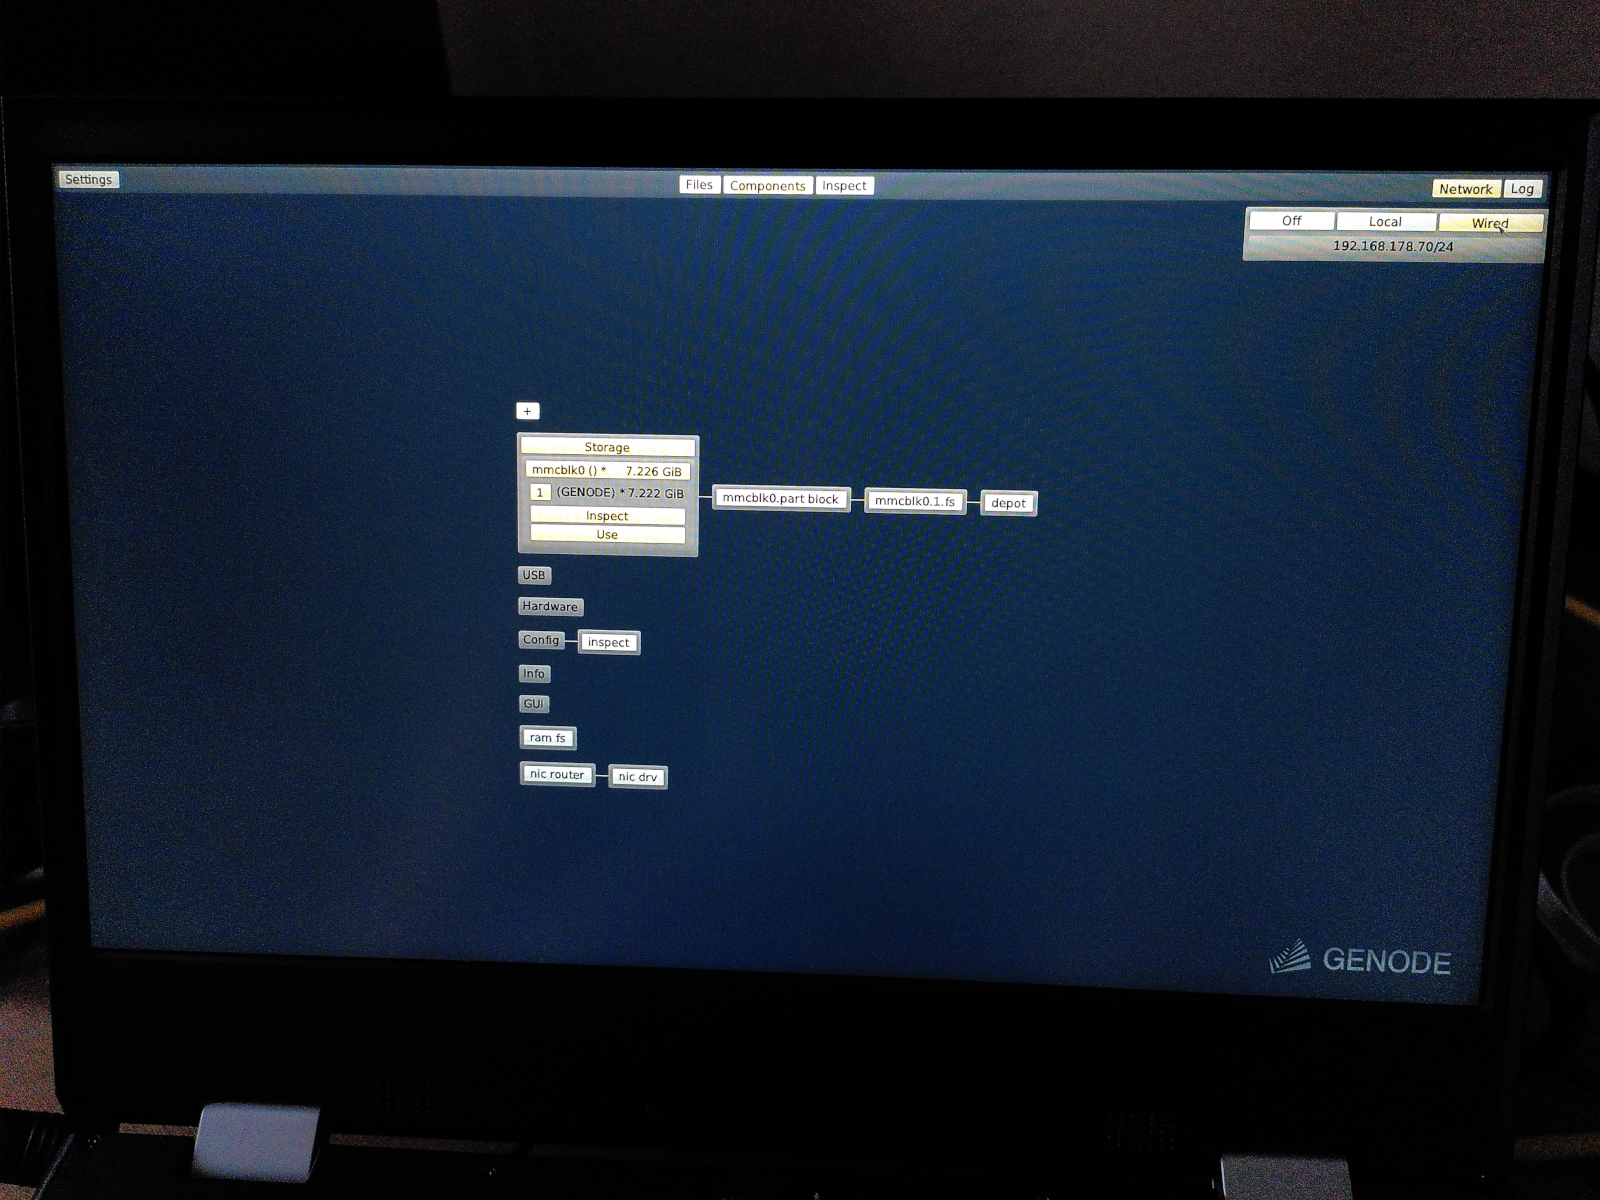 Settings Files Components Inspect Network Log
Off Local Wired
192.168.178.70/24
+
Storage
mmcblk0 () * 7.226 GiB
1 (GENODE) * 7.222 GiB
Inspect
Use
mmcblk0.part block mmcblk0.1.fs depot
USB
Hardware
Config inspect
Info
GUI
ram fs
nic router nic drv
GENODE